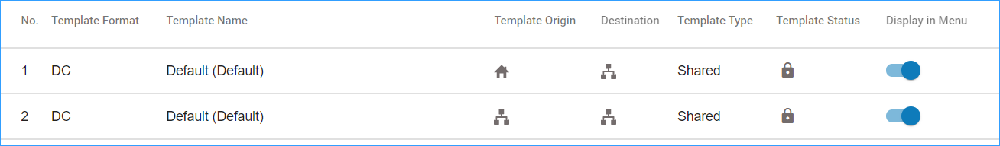 No. Template Format Template Name Template Origin Destination Template Type Template Status Display in Menu
1 DC Default (Default) Shared
2 DC Default (Default) Shared